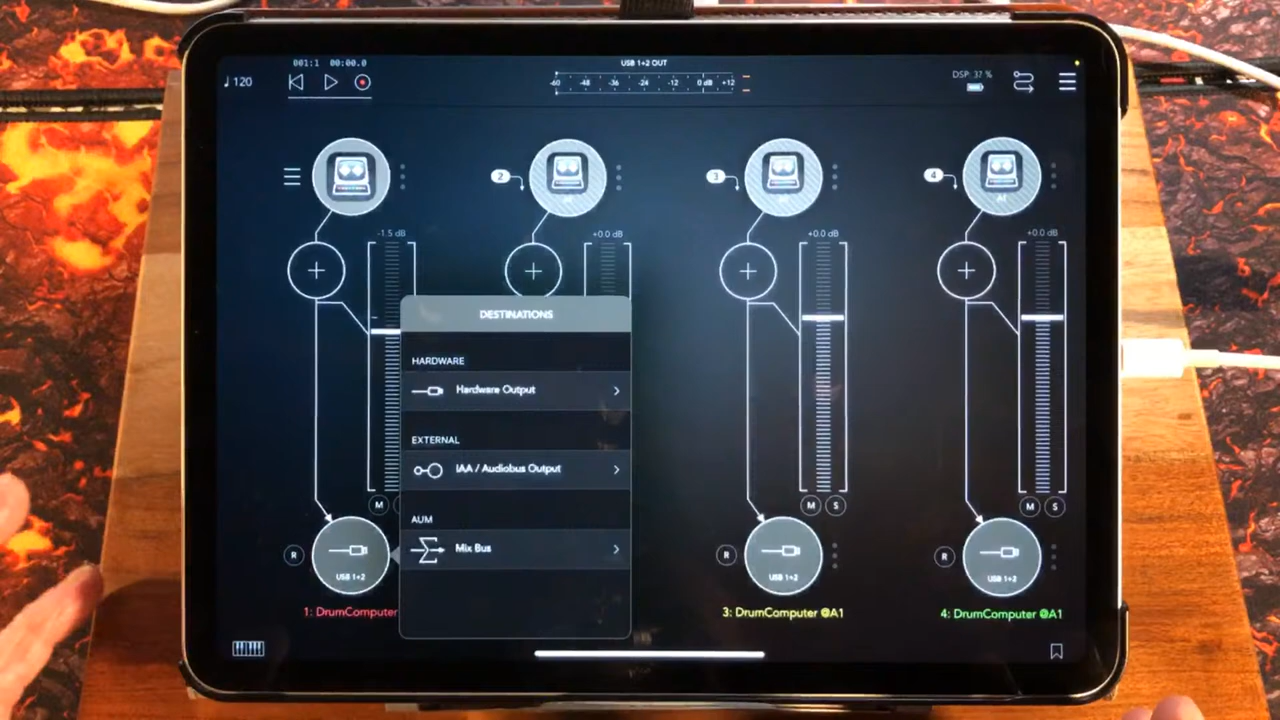 001:1 00:00.0
120
USB 1+2 OUT
-60 -48 -36 -24 -12 0 dB +12
DSP: 37 %
2
3
4
A1
-1.5 dB
+0.0 dB
+0.0 dB
+0.0 dB
DESTINATIONS
HARDWARE
Hardware Output
EXTERNAL
IAA / Audiobus Output
AUM
Mix Bus
M
M S
M S
R
R
R
USB 1+2
USB 1+2
USB 1+2
1: DrumComputer
3: DrumComputer @A1
4: DrumComputer @A1